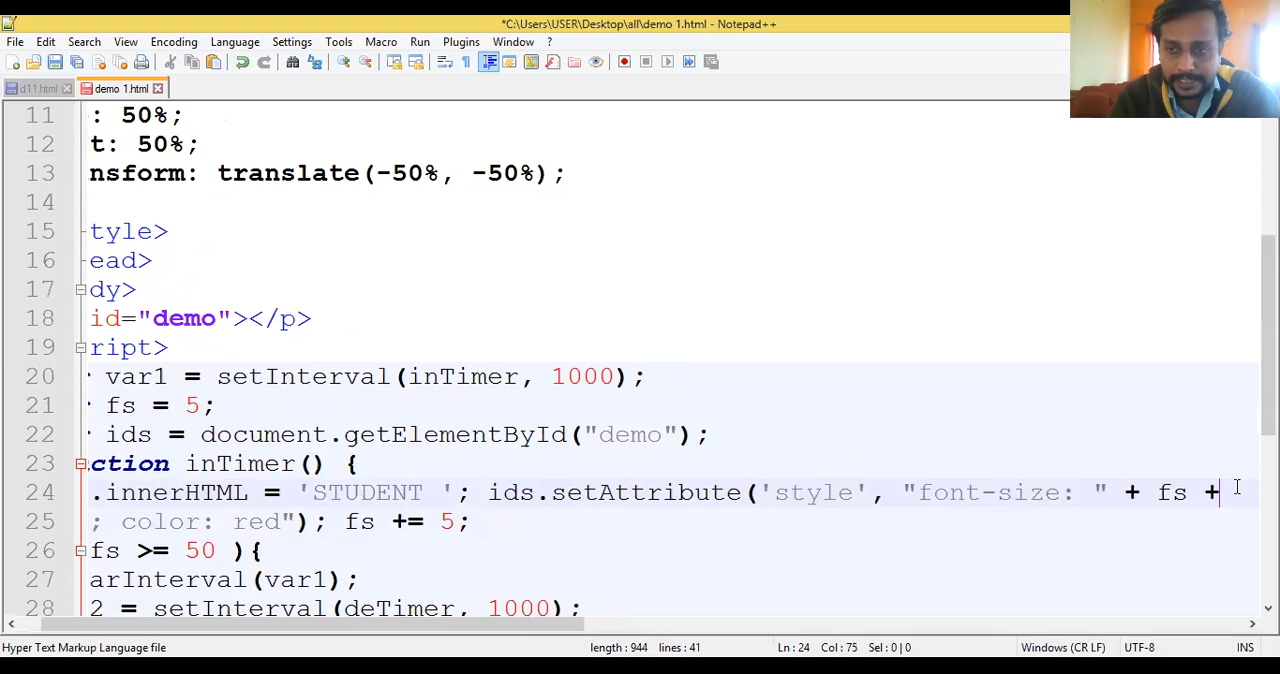 *C:\Users\USER\Desktop\all\demo 1.html - Notepad++
File Edit Search View Encoding Language Settings Tools Macro Run Plugins Window ?
d11.html demo 1.html
11 : 50%;
12 t: 50%;
13 nsform: translate(-50%, -50%);
14
15 tyle>
16 ead>
17 dy>
18 id="demo"></p>
19 ript>
20 var1 = setInterval(inTimer, 1000);
21 fs = 5;
22 ids = document.getElementById("demo");
23 ction inTimer() {
24 .innerHTML = 'STUDENT '; ids.setAttribute('style', "font-size: " + fs +
25 ; color: red"); fs += 5;
26 fs >= 50 ){
27 arInterval(var1);
28 2 = setInterval(deTimer, 1000);
Hyper Text Markup Language file length : 944 lines : 41 Ln : 24 Col : 75 Sel : 0 | 0 Windows (CR LF) UTF-8 INS